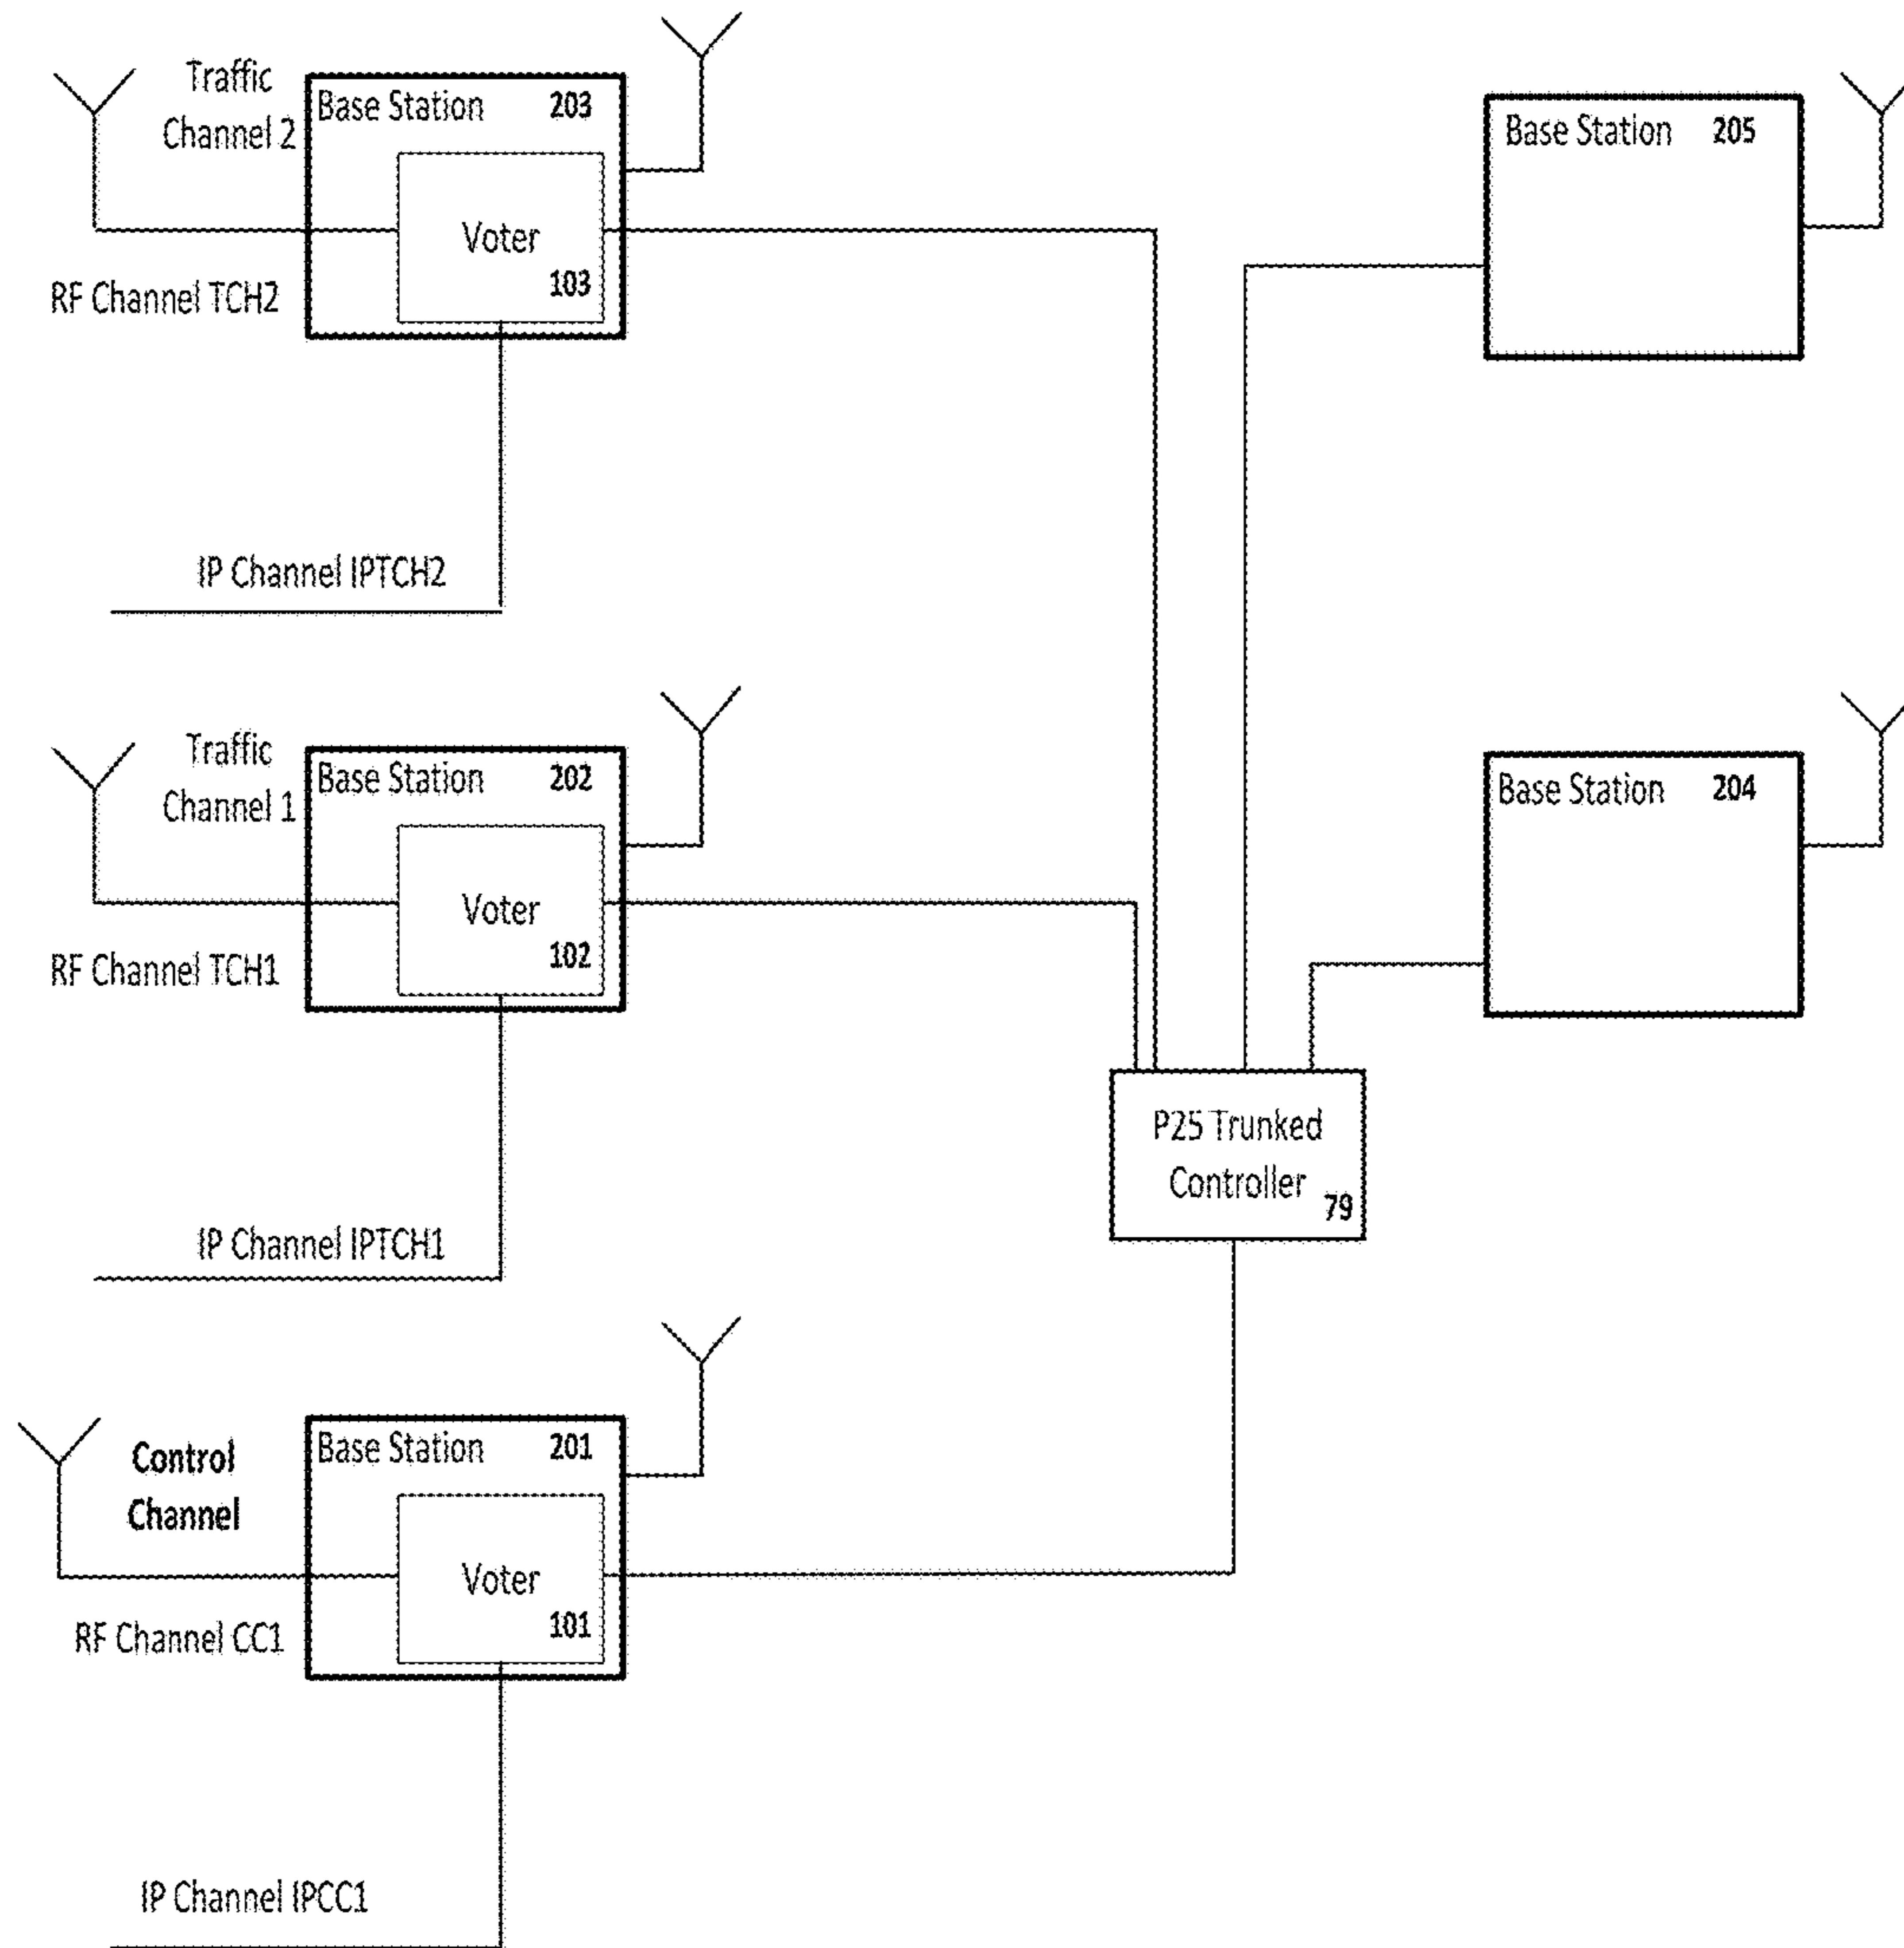 Traffic
Channel 2
Base Station 203
Voter
103
RF Channel TCH2
IP Channel IPTCH2
Base Station 205
Traffic
Channel 1
Base Station 202
Voter
102
RF Channel TCH1
IP Channel IPTCH1
Base Station 204
P25 Trunked
Controller
79
Control
Channel
Base Station 201
Voter
101
RF Channel CC1
IP Channel IPCC1